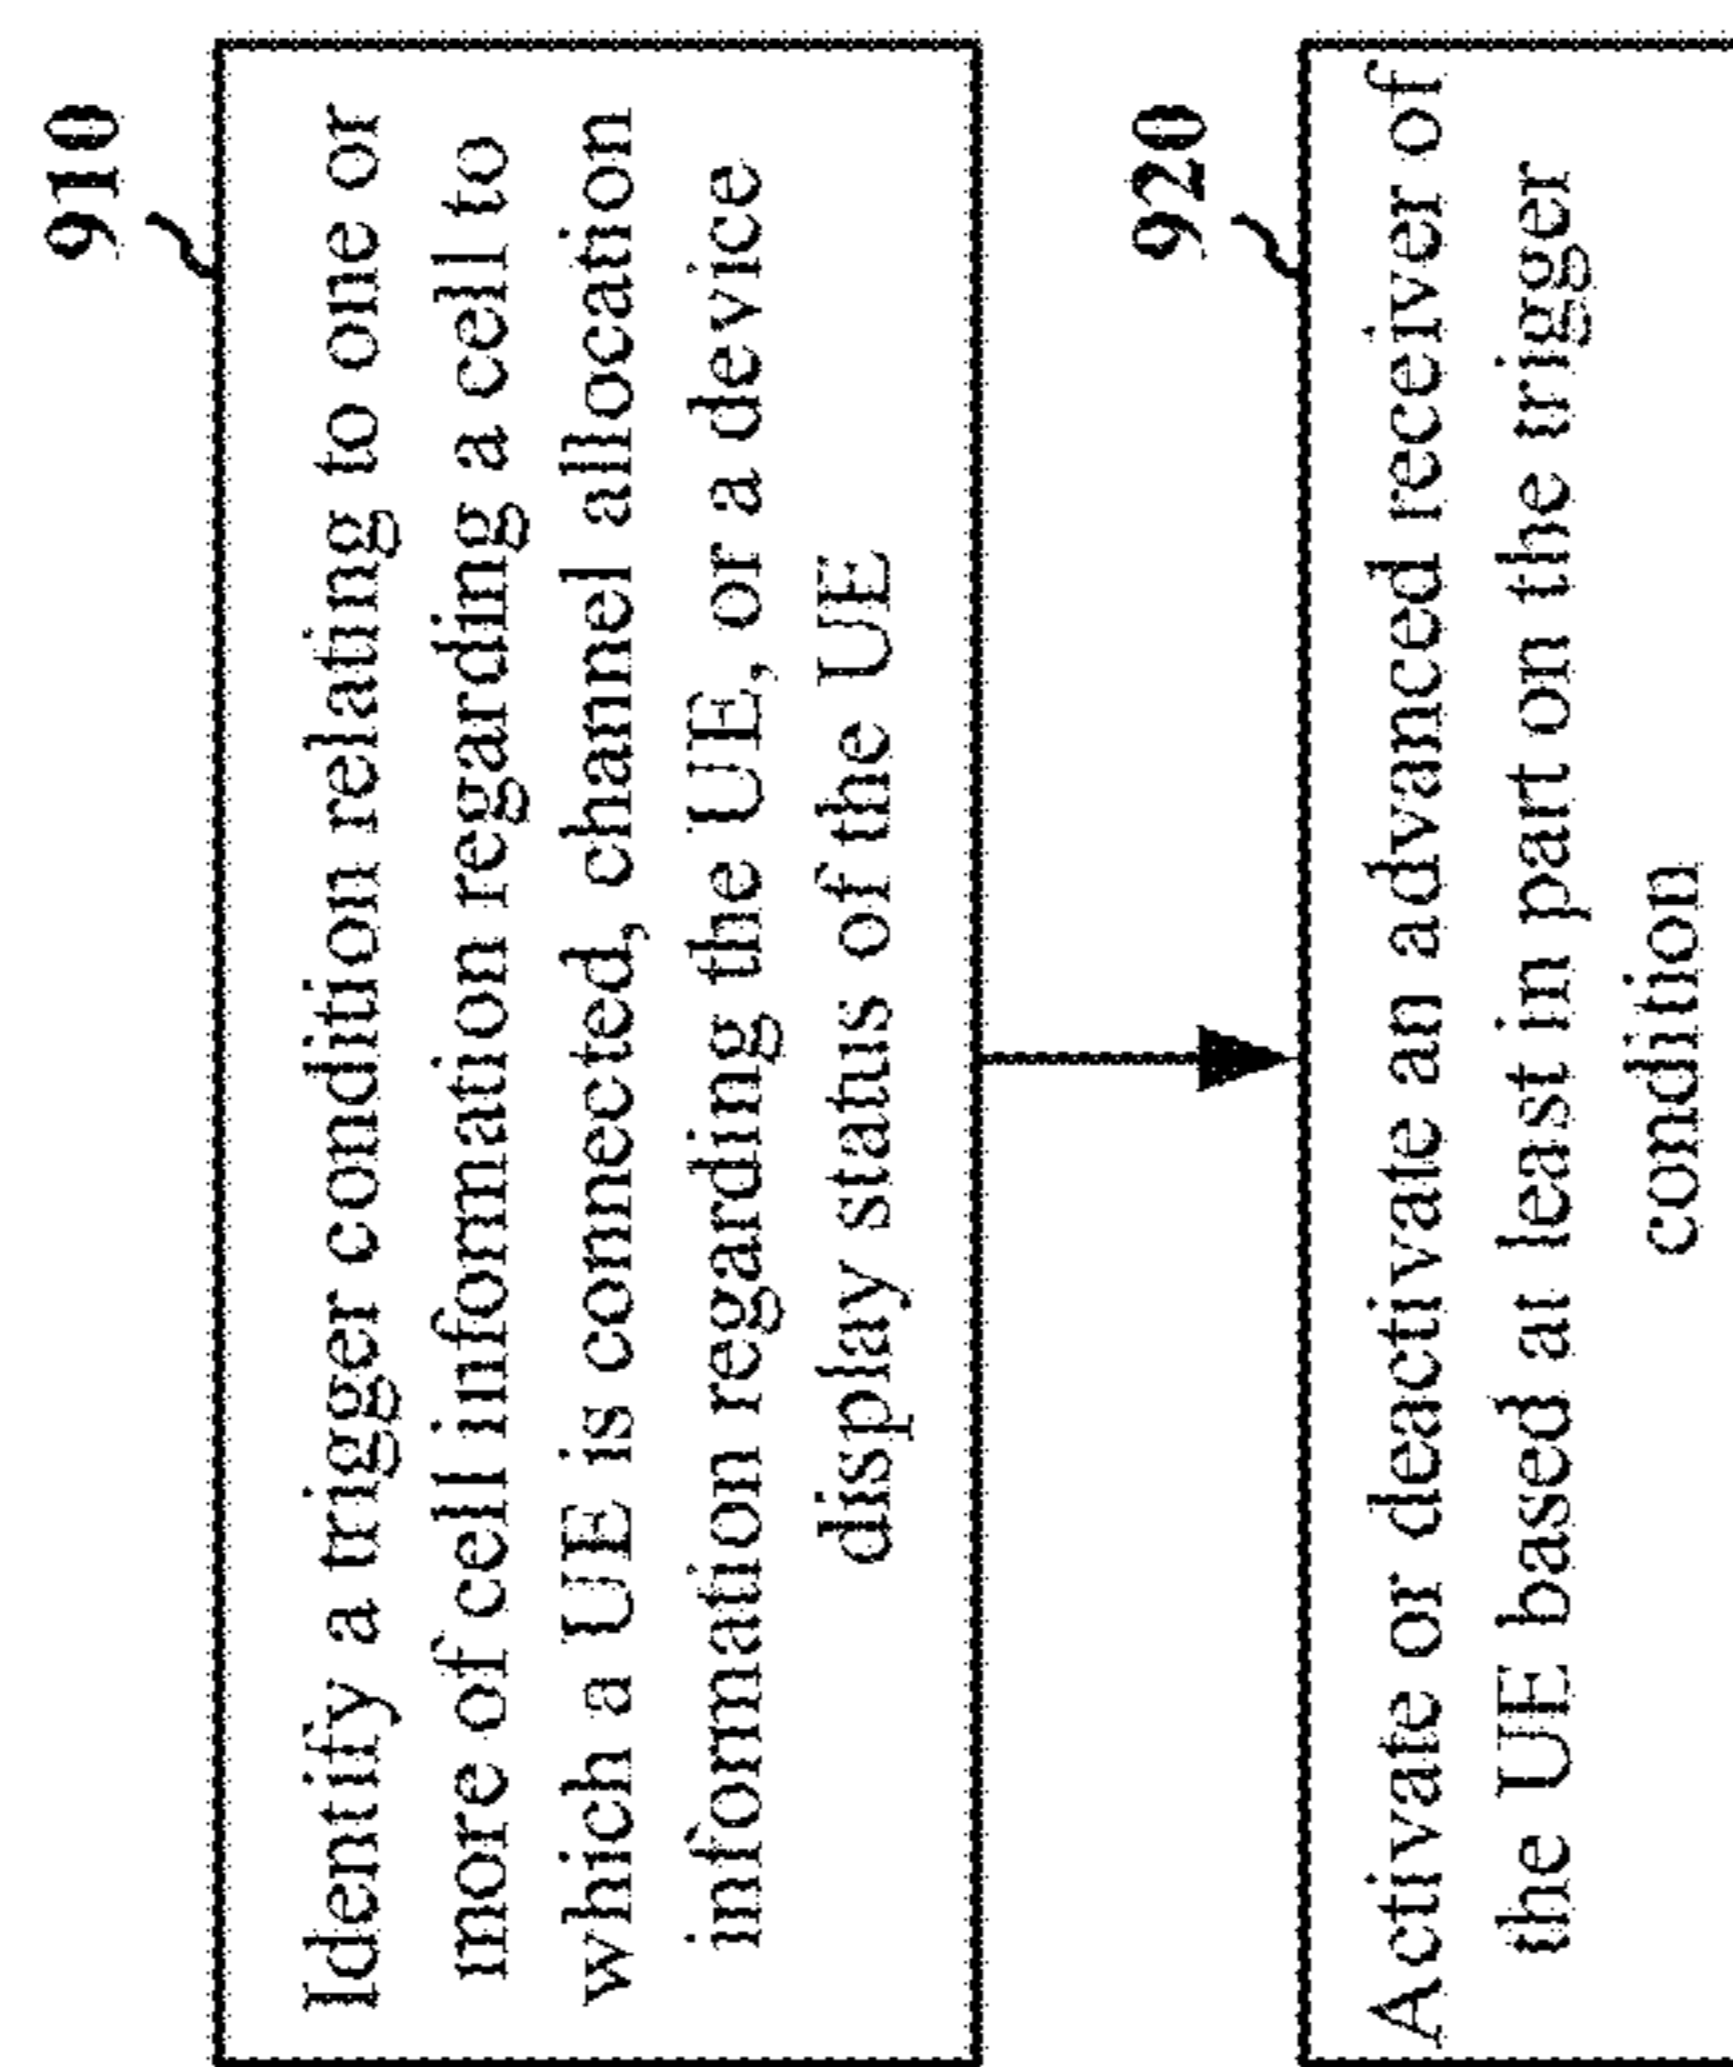 910
Identify a trigger condition relating to one or
more of cell information regarding a cell to
which a UE is connected, channel allocation
information regarding the UE, or a device
display status of the UE
920
Activate or deactivate an advanced receiver of
the UE based at least in part on the trigger
condition